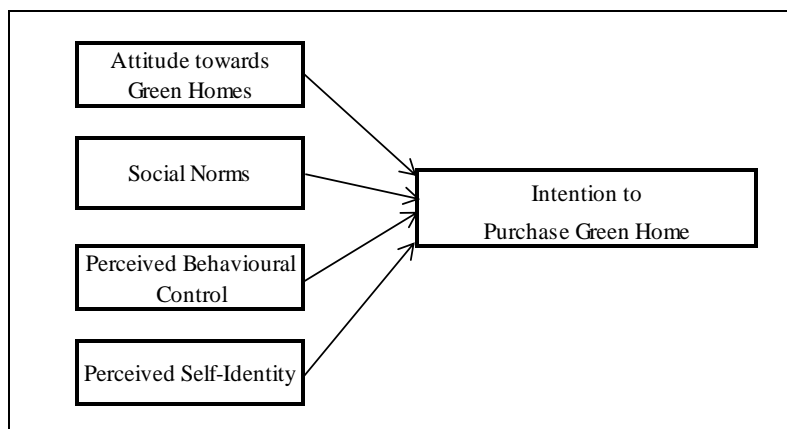 Attitude towards
Green Homes
Social Norms
Intention to
Purchase Green Home
Perceived Behavioural
Control
Perceived Self-Identity